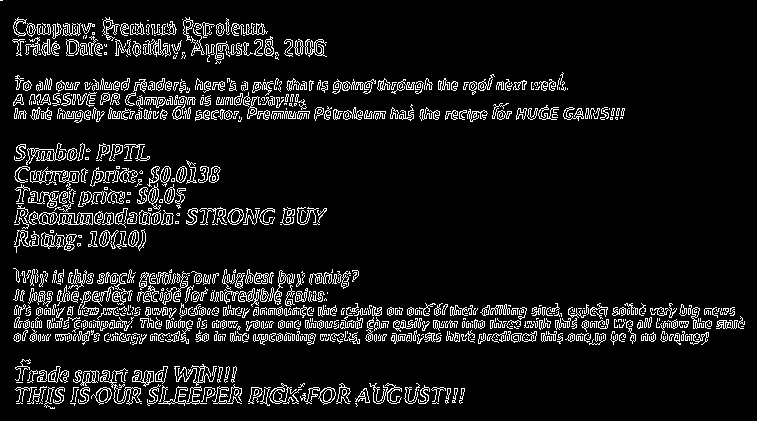 Company: Premium Petroleum
Trade Date: Monday, August 28, 2006
To all our valued readers, here's a pick that is going through the roof next week.
A MASSIVE PR Campaign is underway!!!
In the hugely lucrative Oil sector, Premium Petroleum has the recipe for HUGE GAINS!!!
Symbol: PPTL
Current price: $0.0138
Target price: $0.05
Recommendation: STRONG BUY
Rating: 10(10)
Why is this stock getting our highest buy rating?
It has the perfect recipe for incredible gains:
It's only a few weeks away before they announce the results on one of their drilling sites, expect some very big news
from this company. The time is now, your one thousand can easily turn into three with this one! We all know the state
of our world's energy needs, so in the upcoming weeks, our analysis have predicted this one to be a no brainer!
Trade smart and WIN!!!
THIS IS OUR SLEEPER PICK FOR AUGUST!!!